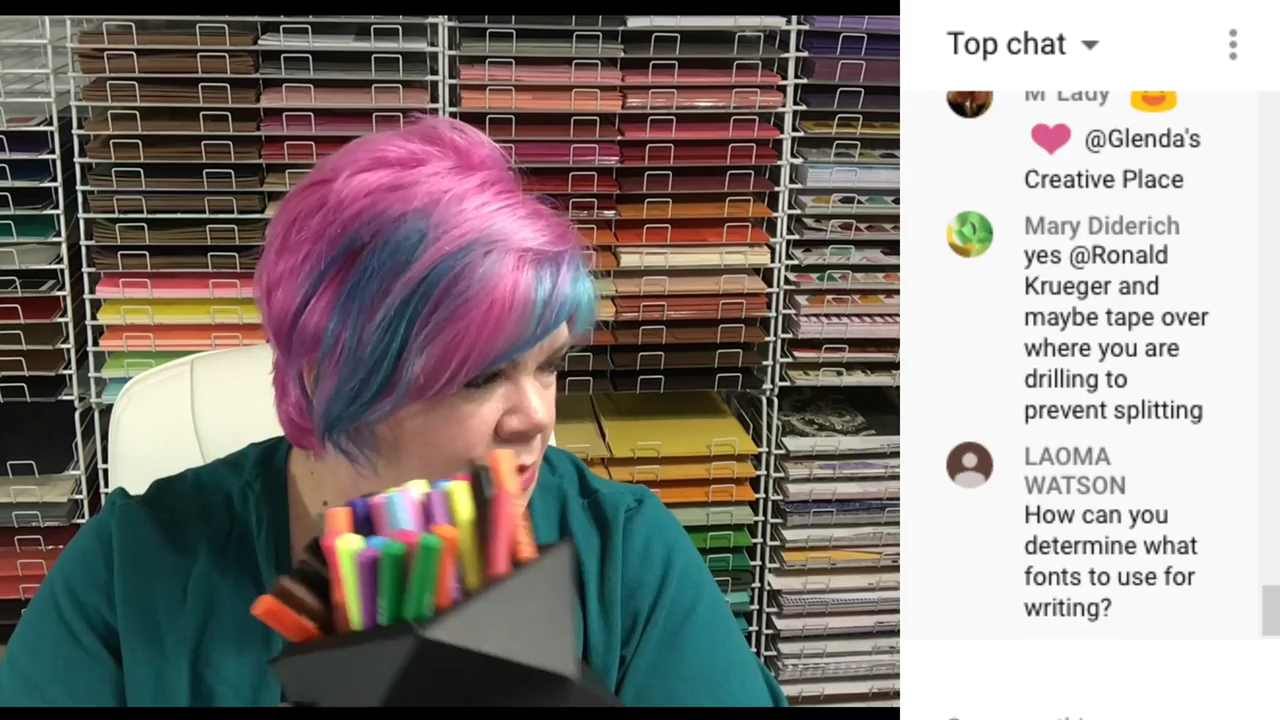 Top chat
M Lady
@Glenda's
Creative Place
Mary Diderich
yes @Ronald
Krueger and
maybe tape over
where you are
drilling to
prevent splitting
LAOMA
WATSON
How can you
determine what
fonts to use for
writing?